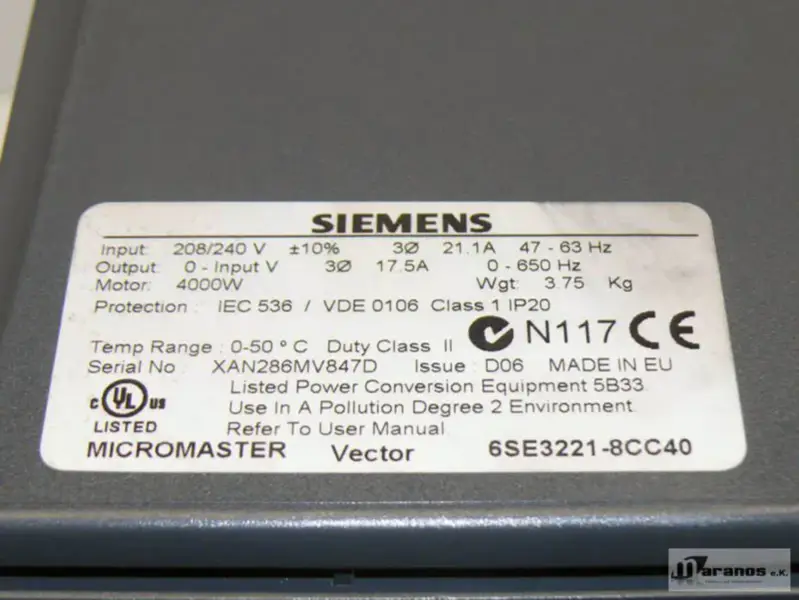 SIEMENS
Input: 208/240 V ±10% 3Ø 21.1A 47 - 63 Hz
Output: 0 - Input V 3Ø 17.5A 0 - 650 Hz
Motor: 4000W Wgt: 3.75 Kg
Protection : IEC 536 / VDE 0106 Class 1 IP20
N117 CE
Temp Range : 0-50 ° C Duty Class II
Serial No XAN286MV847D Issue : D06 MADE IN EU
c UL us Listed Power Conversion Equipment 5B33
Use In A Pollution Degree 2 Environment
LISTED Refer To User Manual
MICROMASTER Vector 6SE3221-8CC40
Maranos e.K.